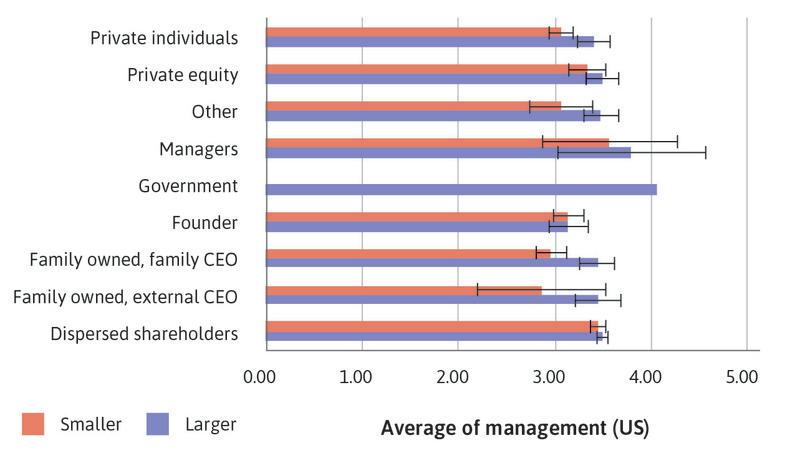 Private individuals
Private equity
Other
Managers
Government
Founder
Family owned, family CEO
Family owned, external CEO
Dispersed shareholders
0.00 1.00 2.00 3.00 4.00 5.00
Smaller Larger
Average of management (US)